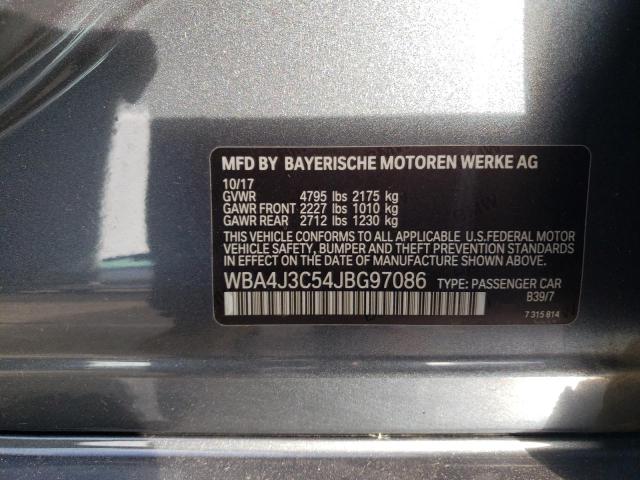 MFD BY BAYERISCHE MOTOREN WERKE AG
10/17
GVWR 4795 lbs 2175 kg
GAWR FRONT 2227 lbs 1010 kg
GAWR REAR 2712 lbs 1230 kg
THIS VEHICLE CONFORMS TO ALL APPLICABLE U.S.FEDERAL MOTOR
VEHICLE SAFETY, BUMPER, AND THEFT PREVENTION STANDARDS
IN EFFECT ON THE DATE OF MANUFACTURE SHOWN ABOVE.
WBA4J3C54JBG97086 TYPE: PASSENGER CAR
B39/7
7 315 814